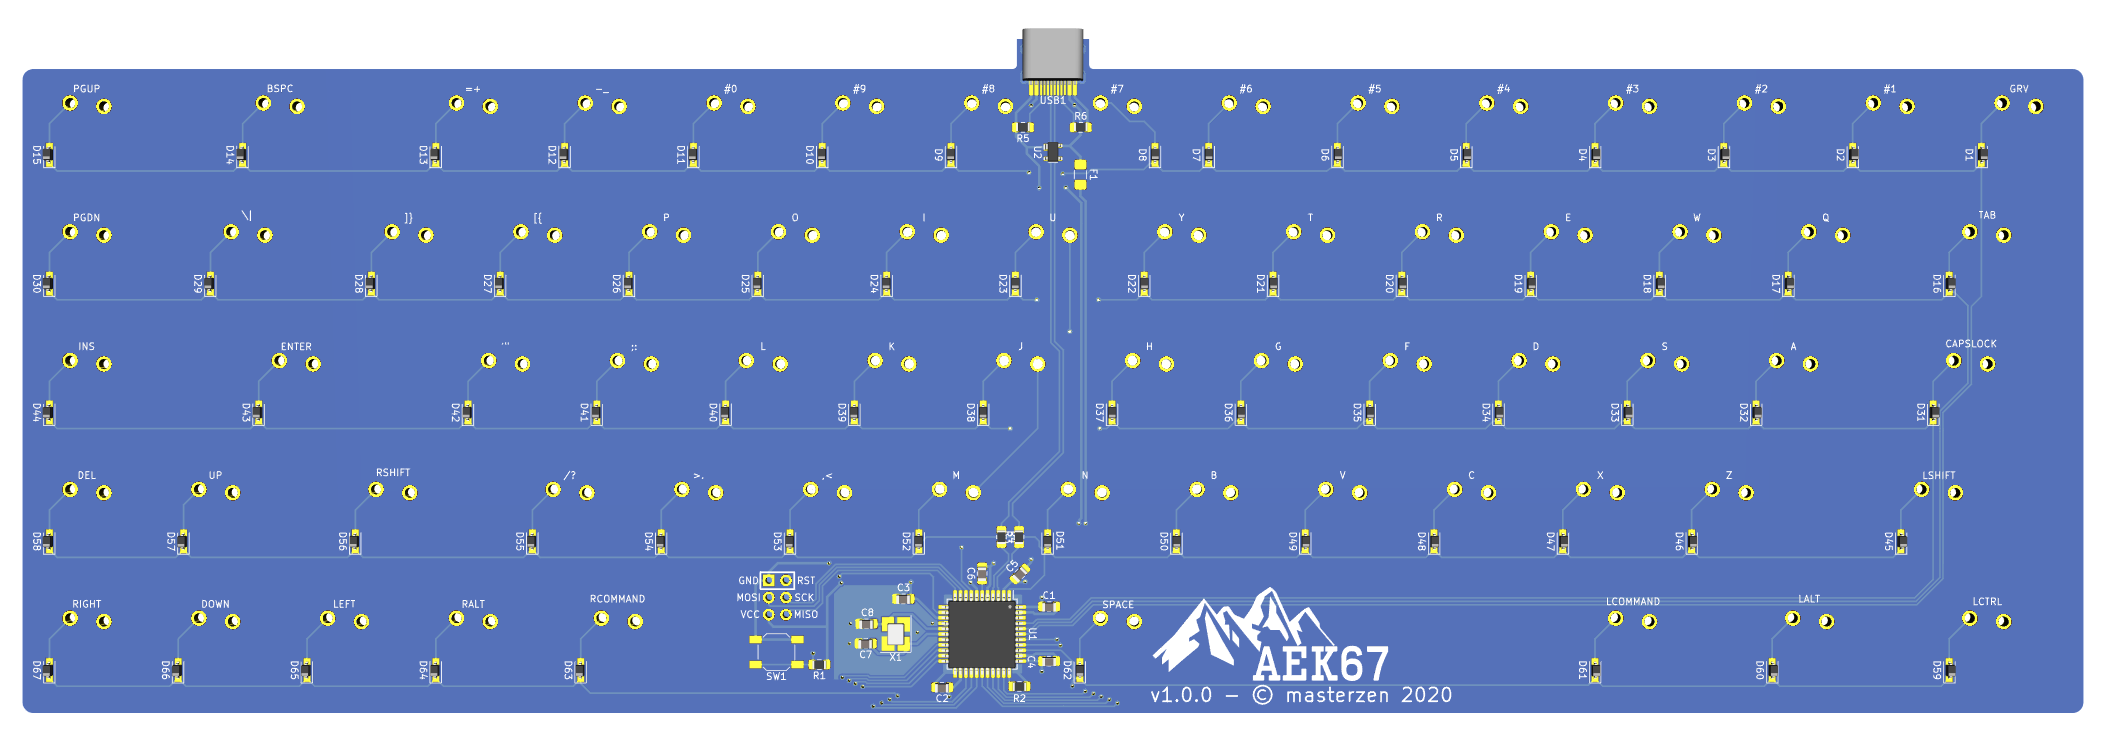 PGUP BSPC =+ -_ #0 #9 #8 #7 #6 #5 #4 #3 #2 #1 GRV
USB1
R5 R6
D15 D14 D13 D12 D11 D10 D9 U2 D8 D7 D6 D5 D4 D3 D2 D1
F1
PGDN \| ]} [{ P O I U Y T R E W Q TAB
D30 D29 D28 D27 D26 D25 D24 D23 D22 D21 D20 D19 D18 D17 D16
INS ENTER '" ;: L K J H G F D S A CAPSLOCK
D44 D43 D42 D41 D40 D39 D38 D37 D36 D35 D34 D33 D32 D31
DEL UP RSHIFT /? >. ,< M N B V C X Z LSHIFT
D58 D57 D56 D55 D54 D53 D52 D51 D50 D49 D48 D47 D46 D45
C6 C5
GND RST
MOSI SCK
VCC MISO
C3 C1
C8
C7
X1
U1
C4
SW1 R1
C2 R2
RIGHT DOWN LEFT RALT RCOMMAND SPACE LCOMMAND LALT LCTRL
D67 D66 D65 D64 D63 D62 D61 D60 D59
AEK67
v1.0.0 - © masterzen 2020